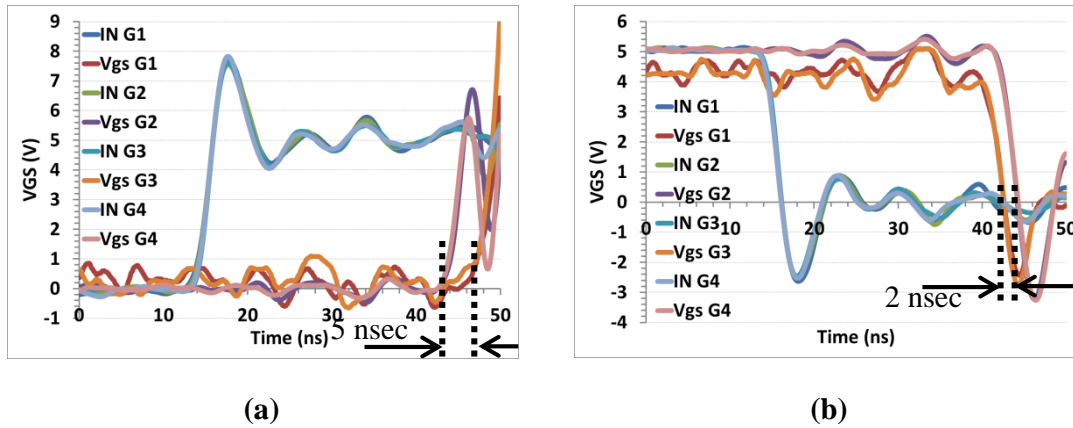 9
8
7
6
5
4
3
2
1
0
-1
VGS (V)
IN G1
Vgs G1
IN G2
Vgs G2
IN G3
Vgs G3
IN G4
Vgs G4
0 10 20 30 40 50
Time (ns)
5 nsec
(a)
6
5
4
3
2
1
0
-1
-2
-3
-4
VGS (V)
IN G1
Vgs G1
IN G2
Vgs G2
IN G3
Vgs G3
IN G4
Vgs G4
0 10 20 30 40 50
Time (ns)
2 nsec
(b)